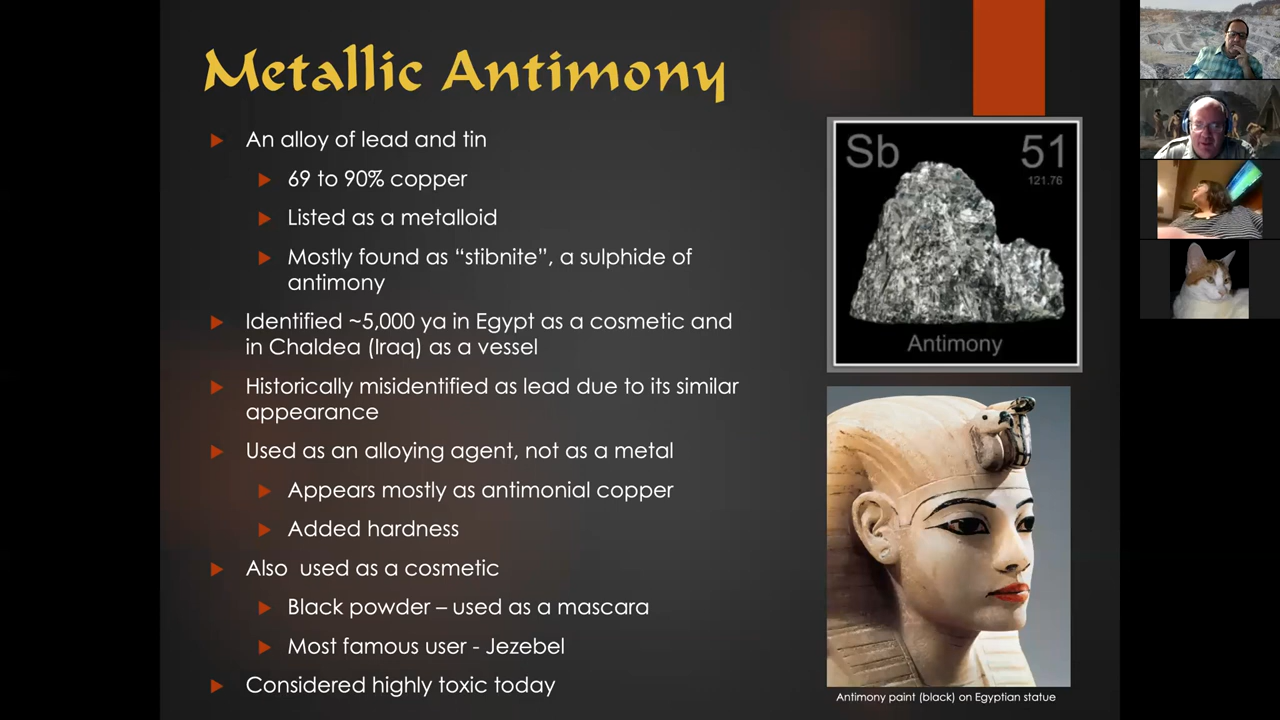 Metallic Antimony
An alloy of lead and tin
69 to 90% copper
Listed as a metalloid
Mostly found as “stibnite”, a sulphide of
antimony
Identified ~5,000 ya in Egypt as a cosmetic and
in Chaldea (Iraq) as a vessel
Historically misidentified as lead due to its similar
appearance
Used as an alloying agent, not as a metal
Appears mostly as antimonial copper
Added hardness
Also  used as a cosmetic
Black powder – used as a mascara
Most famous user - Jezebel
Considered highly toxic today
Sb 51
121.76
Antimony
Antimony paint (black) on Egyptian statue